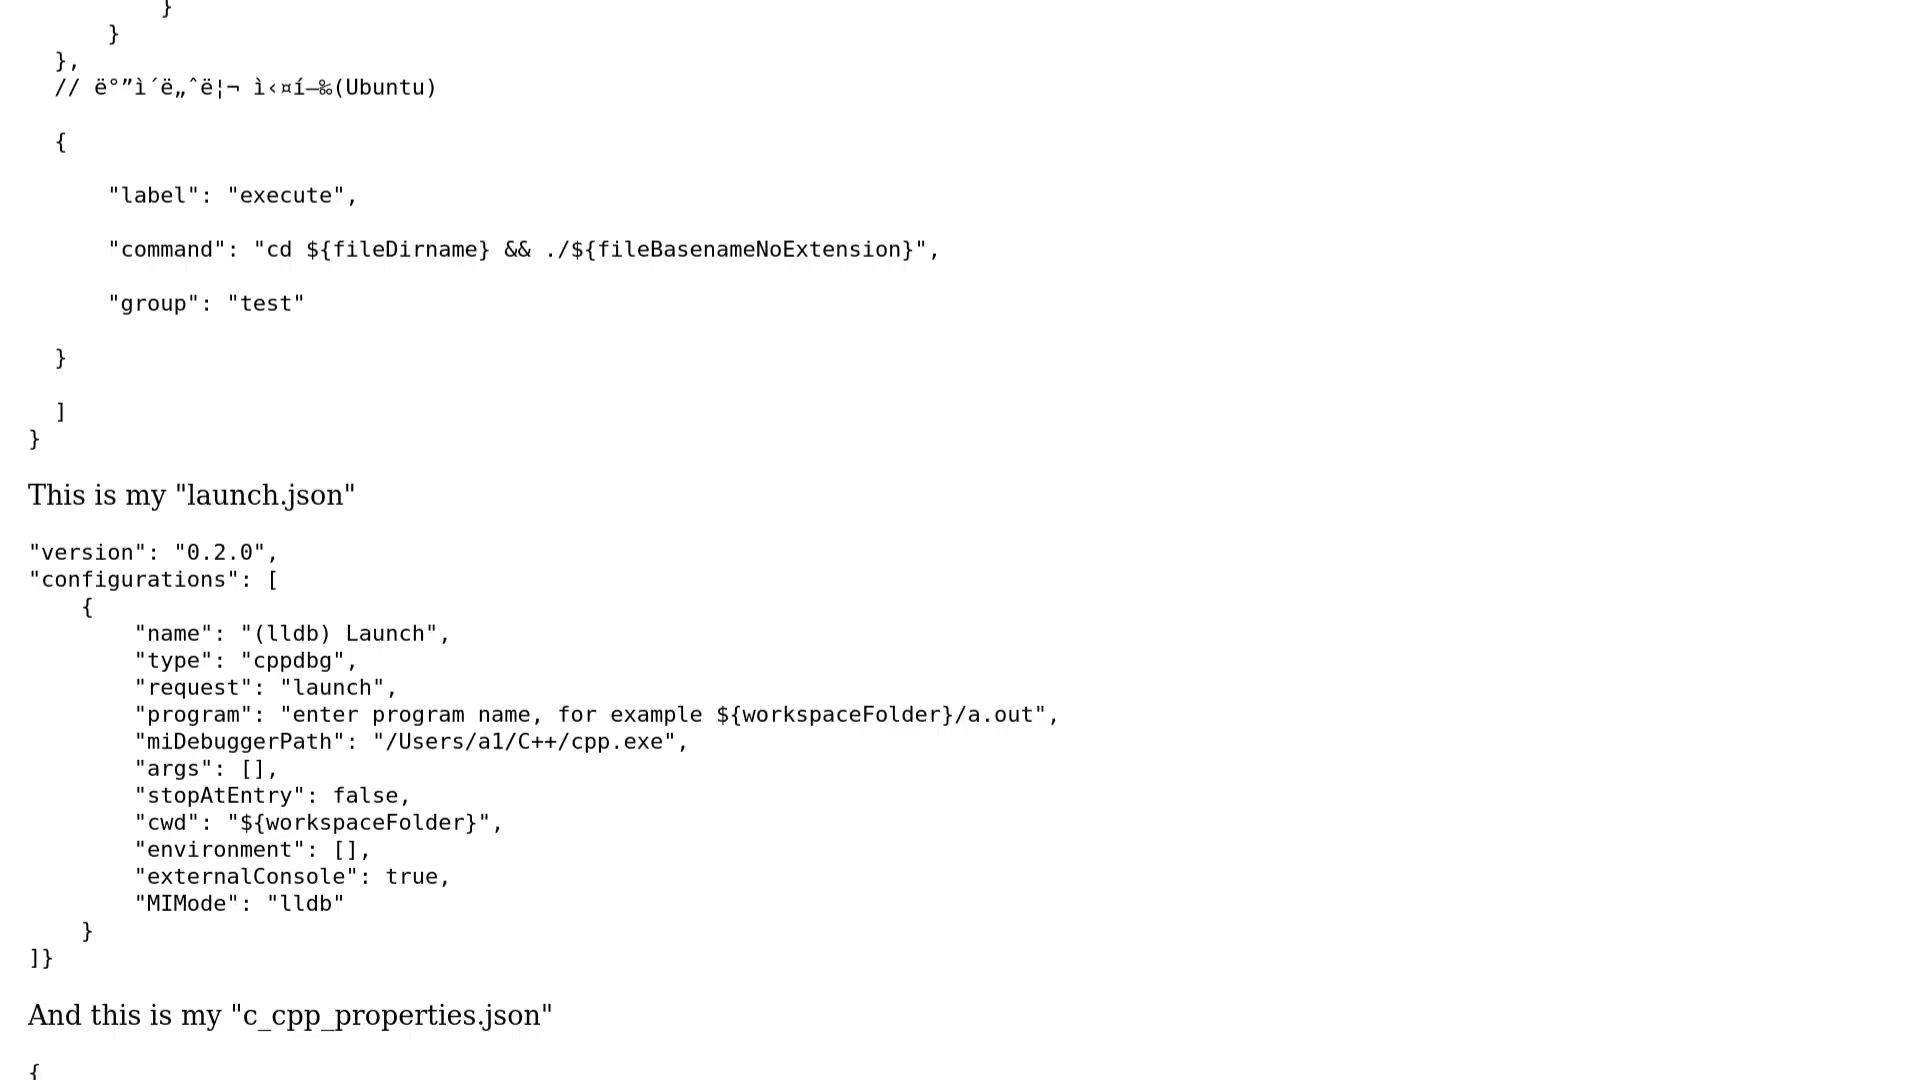 }
}
},
// ë°”ì´ë„ˆë¦¬ ì‹¤í–‰(Ubuntu)
{
"label": "execute",
"command": "cd ${fileDirname} && ./${fileBasenameNoExtension}",
"group": "test"
}
]
}
This is my "launch.json"
"version": "0.2.0",
"configurations": [
{
"name": "(lldb) Launch",
"type": "cppdbg",
"request": "launch",
"program": "enter program name, for example ${workspaceFolder}/a.out",
"miDebuggerPath": "/Users/a1/C++/cpp.exe",
"args": [],
"stopAtEntry": false,
"cwd": "${workspaceFolder}",
"environment": [],
"externalConsole": true,
"MIMode": "lldb"
}
]}
And this is my "c_cpp_properties.json"
{